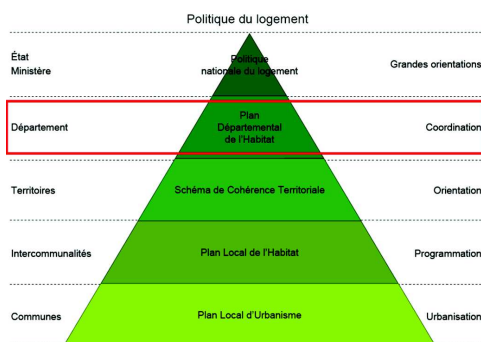 Politique du logement
État
Ministère
Politique
nationale du logement
Grandes orientations
Département
Plan
Départemental
de l'Habitat
Coordination
Territoires
Schéma de Cohérence Territoriale
Orientation
Intercommunalités
Plan Local de l'Habitat
Programmation
Communes
Plan Local d'Urbanisme
Urbanisation